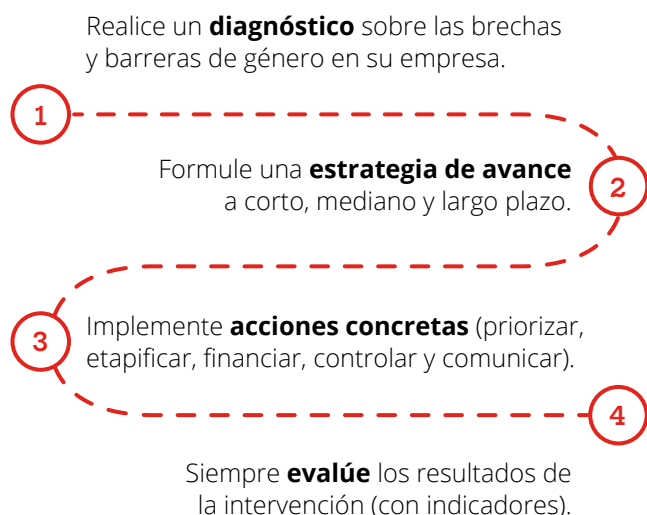 Realice un diagnóstico sobre las brechas
y barreras de género en su empresa.
1
Formule una estrategia de avance
a corto, mediano y largo plazo.
2
3
Implemente acciones concretas (priorizar,
etapificar, financiar, controlar y comunicar).
4
Siempre evalúe los resultados de
la intervención (con indicadores).